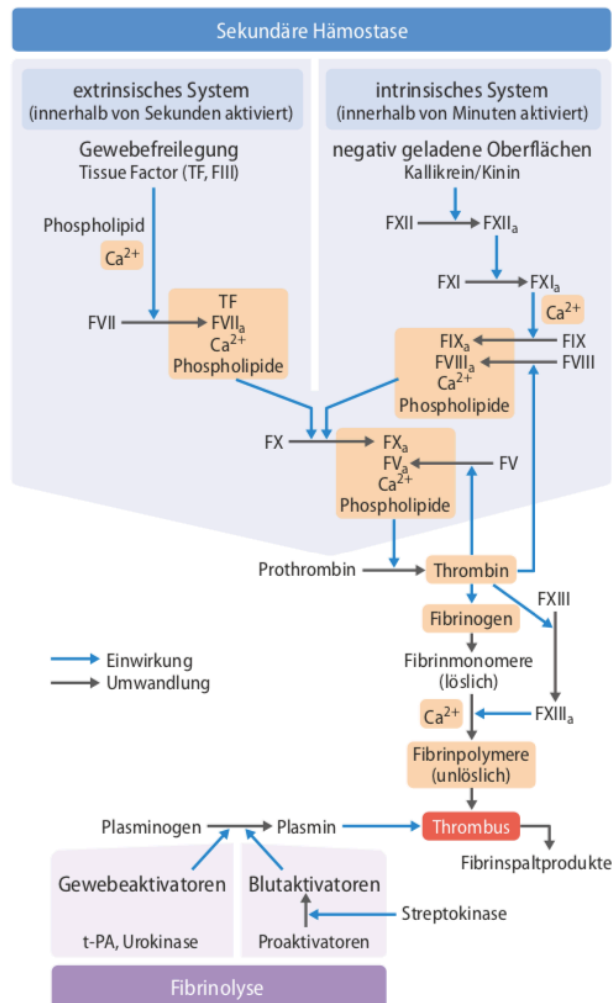 Sekundäre Hämostase
extrinsisches System
(innerhalb von Sekunden aktiviert)
intrinsisches System
(innerhalb von Minuten aktiviert)
Gewebefreilegung
Tissue Factor (TF, FIII)
negativ geladene Oberflächen
Kallikrein/Kinin
Phospholipid
Ca²⁺
FXII
FXIIₐ
FXI
FXIₐ
Ca²⁺
FVII
TF
FVIIₐ
Ca²⁺
Phospholipide
FIXₐ
FIX
FVIIIₐ
FVIII
Ca²⁺
Phospholipide
FX
FXₐ
FVₐ
FV
Ca²⁺
Phospholipide
Prothrombin
Thrombin
FXIII
Fibrinogen
Einwirkung
Umwandlung
Fibrinmonomere
(löslich)
Ca²⁺
FXIIIₐ
Fibrinpolymere
(unlöslich)
Plasminogen
Plasmin
Thrombus
Fibrinspaltprodukte
Gewebeaktivatoren
Blutaktivatoren
Streptokinase
t-PA, Urokinase
Proaktivatoren
Fibrinolyse